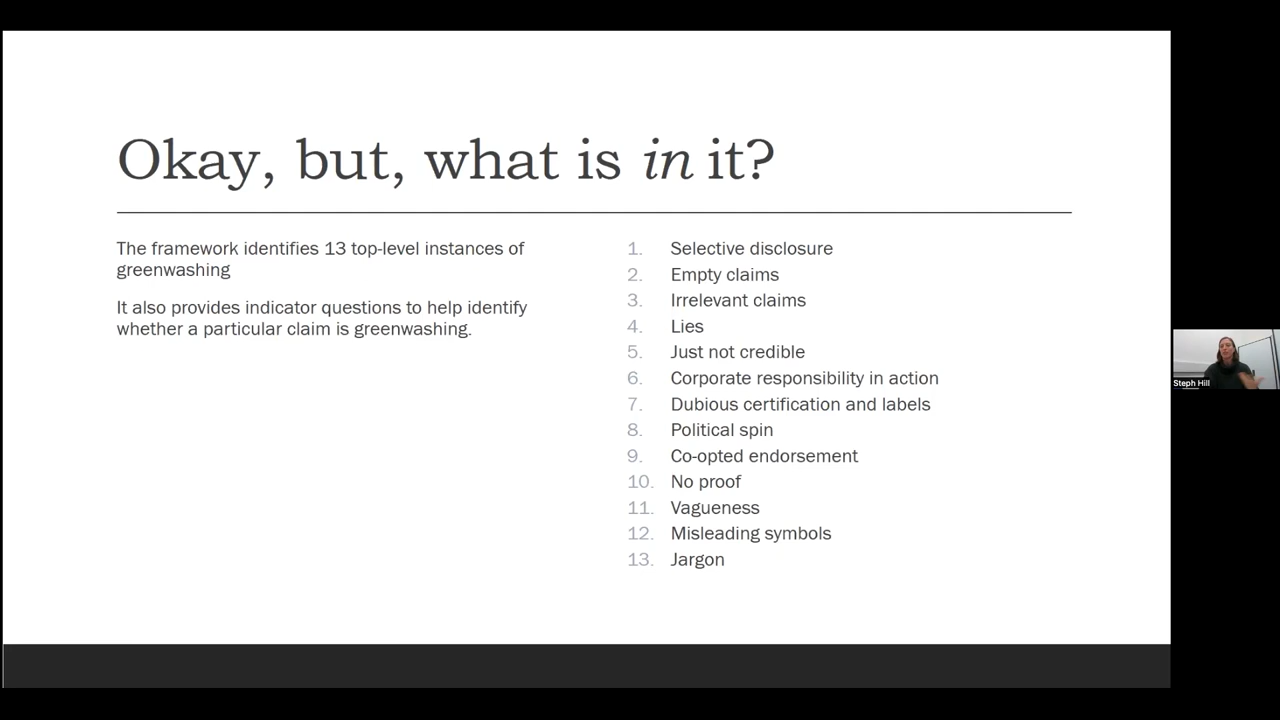 Okay, but, what is in it?
The framework identifies 13 top-level instances of
greenwashing
It also provides indicator questions to help identify
whether a particular claim is greenwashing.
1. Selective disclosure
2. Empty claims
3. Irrelevant claims
4. Lies
5. Just not credible
6. Corporate responsibility in action
7. Dubious certification and labels
8. Political spin
9. Co-opted endorsement
10. No proof
11. Vagueness
12. Misleading symbols
13. Jargon
Steph Hill